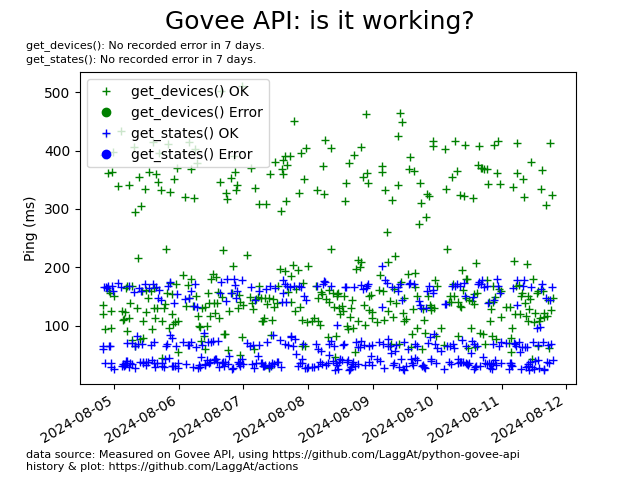 Govee API: is it working?
get_devices(): No recorded error in 7 days.
get_states(): No recorded error in 7 days.
get_devices() OK
get_devices() Error
get_states() OK
get_states() Error
Ping (ms)
500
400
300
200
100
2024-08-05
2024-08-06
2024-08-07
2024-08-08
2024-08-09
2024-08-10
2024-08-11
2024-08-12
data source: Measured on Govee API, using https://github.com/LaggAt/python-govee-api
history & plot: https://github.com/LaggAt/actions